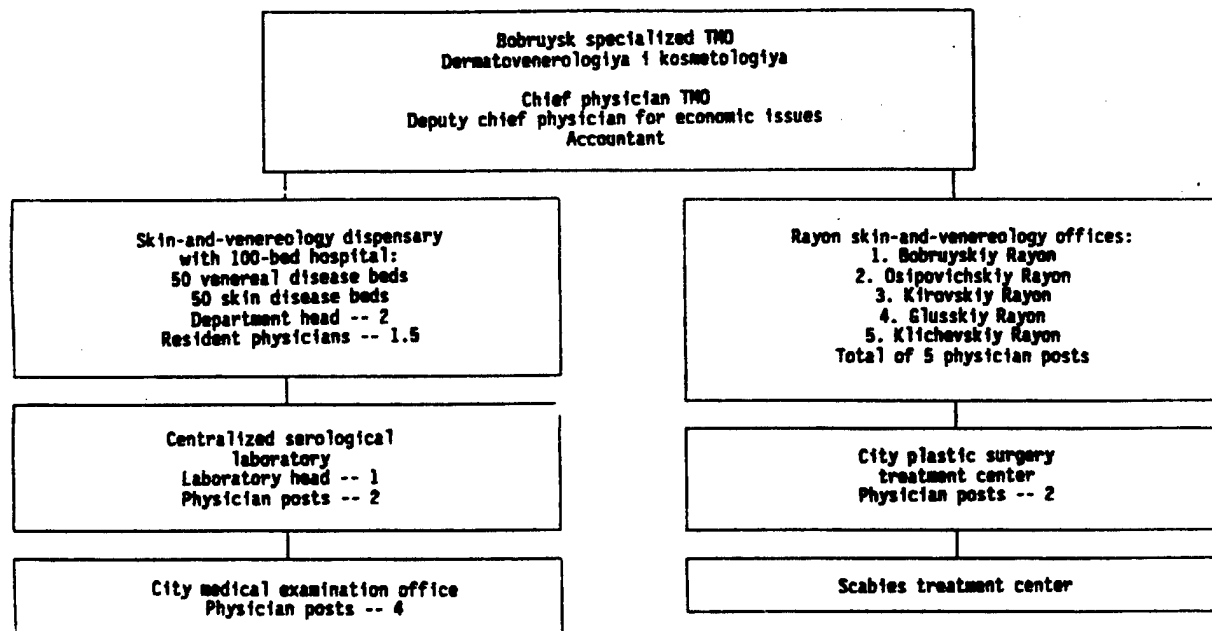 Bobruysk specialized TMO
Dermatovenerologiya i kosmetologiya
Chief physician TMO
Deputy chief physician for economic issues
Accountant
Skin-and-venereology dispensary
with 100-bed hospital:
50 venereal disease beds
50 skin disease beds
Department head -- 2
Resident physicians -- 1.5
Centralized serological
laboratory
Laboratory head -- 1
Physician posts -- 2
City medical examination office
Physician posts -- 4
Rayon skin-and-venereology offices:
1. Bobruyskiy Rayon
2. Osipovichskiy Rayon
3. Kirovskiy Rayon
4. Glusskiy Rayon
5. Klichevskiy Rayon
Total of 5 physician posts
City plastic surgery
treatment center
Physician posts -- 2
Scabies treatment center